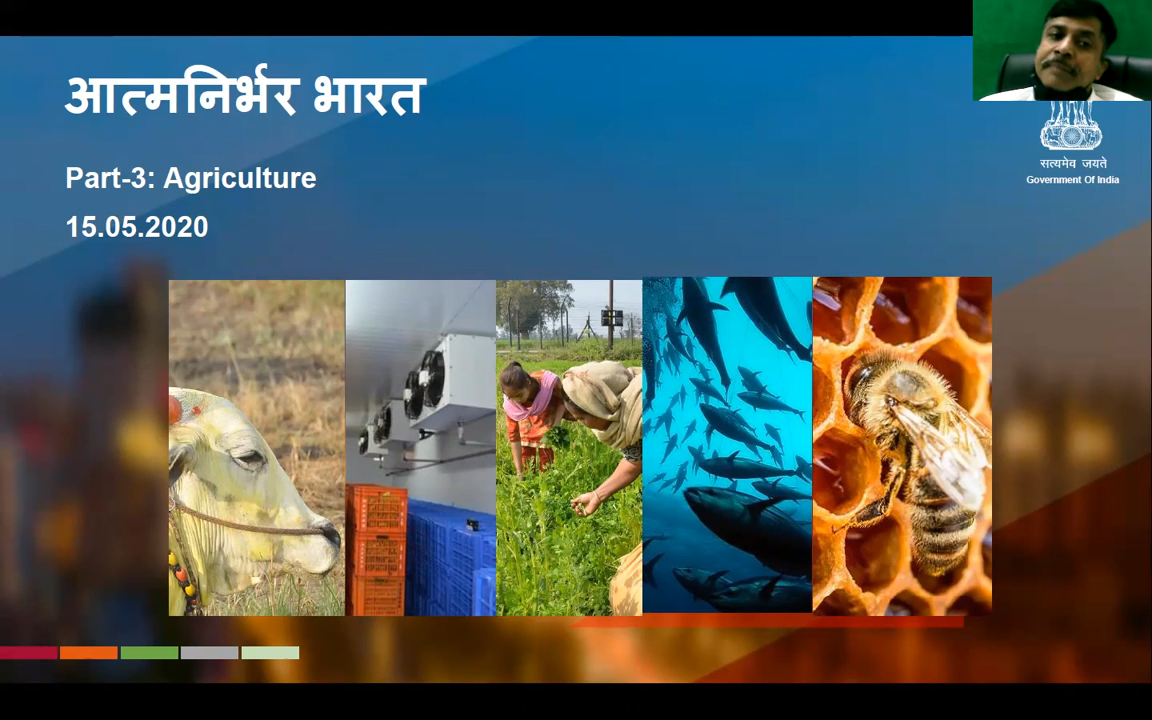 आत्मनिर्भर भारत
Part-3: Agriculture
15.05.2020
सत्यमेव जयते
Government Of India